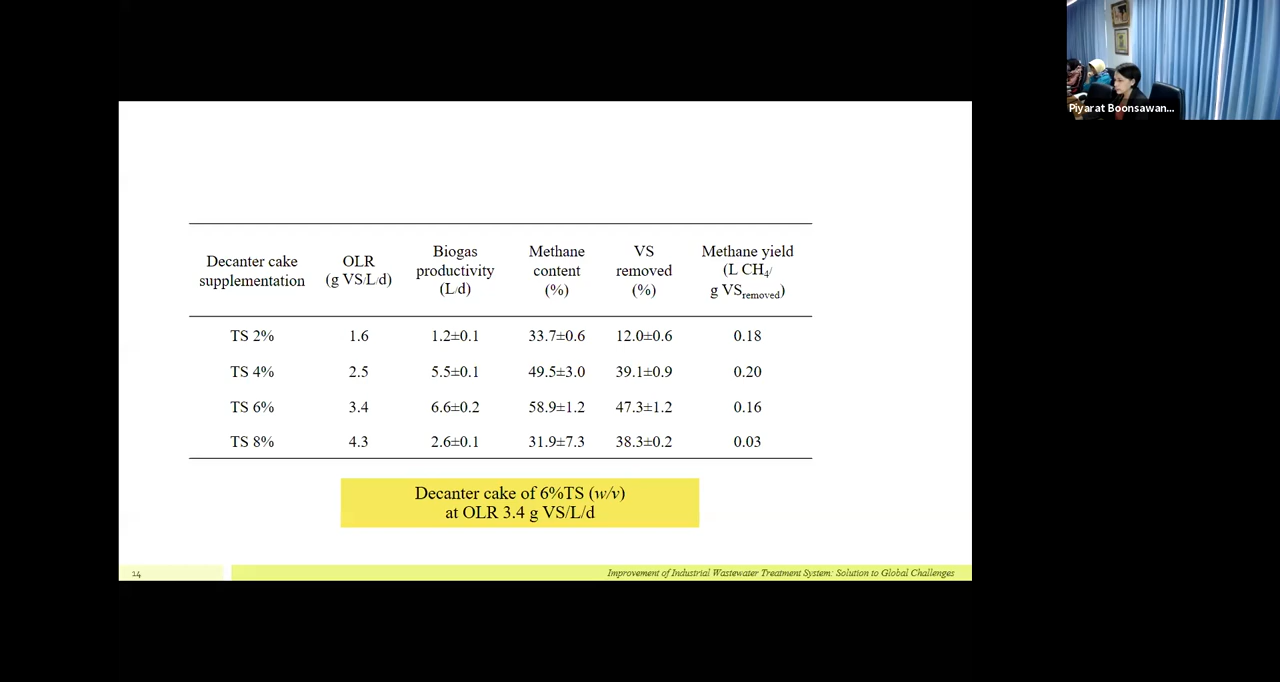 Piyarat Boonsawan...
Decanter cake
supplementation
OLR
(g VS/L/d)
Biogas
productivity
(L/d)
Methane
content
(%)
VS
removed
(%)
Methane yield
(L CH₄/
g VSremoved)
TS 2% 1.6 1.2±0.1 33.7±0.6 12.0±0.6 0.18
TS 4% 2.5 5.5±0.1 49.5±3.0 39.1±0.9 0.20
TS 6% 3.4 6.6±0.2 58.9±1.2 47.3±1.2 0.16
TS 8% 4.3 2.6±0.1 31.9±7.3 38.3±0.2 0.03
Decanter cake of 6%TS (w/v)
at OLR 3.4 g VS/L/d
24
Improvement of Industrial Wastewater Treatment System: Solution to Global Challenges